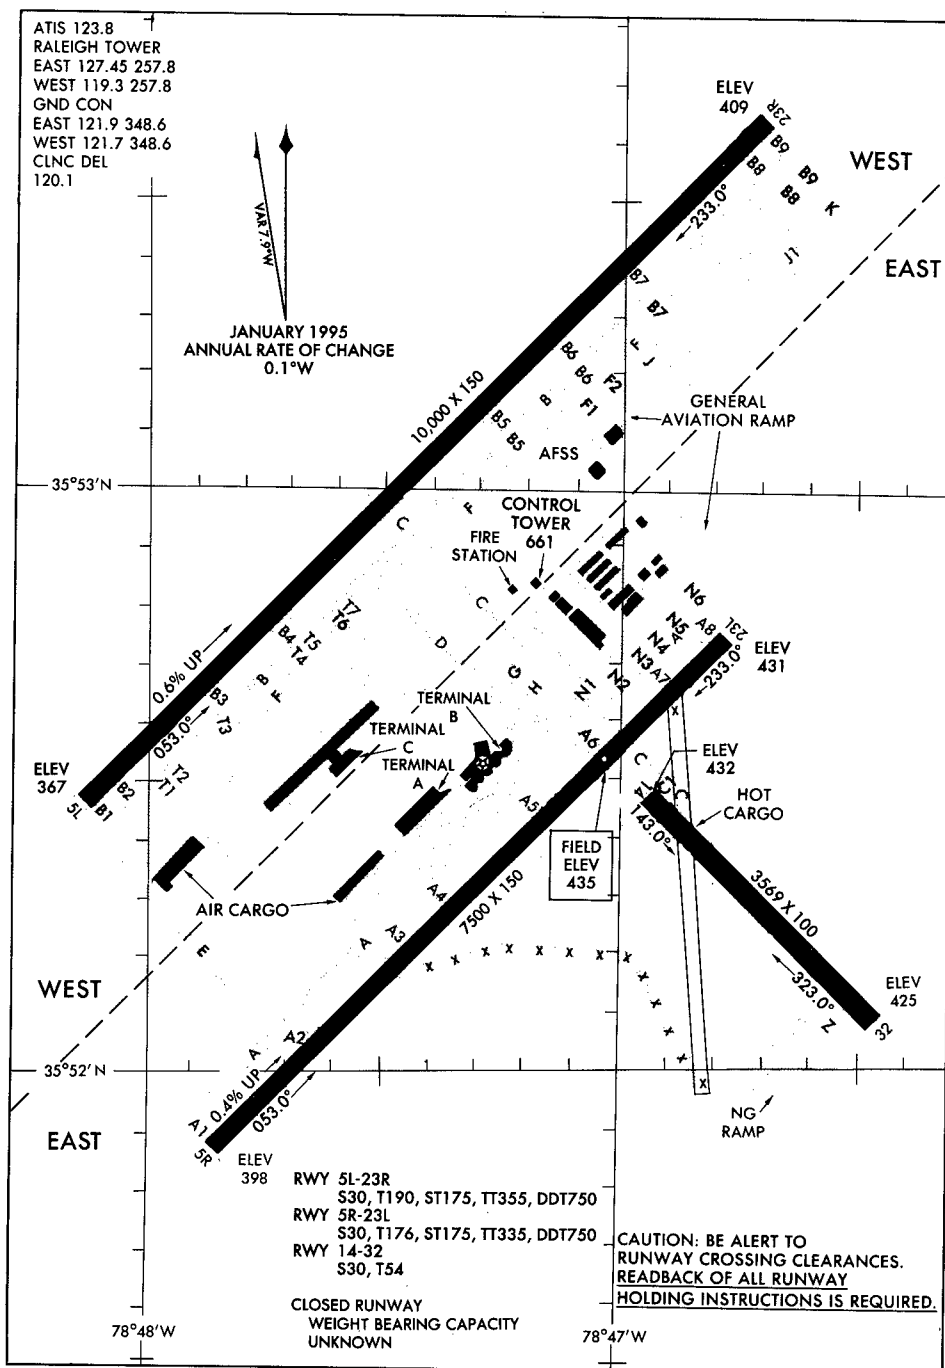 ATIS 123.8
RALEIGH TOWER
EAST 127.45 257.8
WEST 119.3 257.8
GND CON
EAST 121.9 348.6
WEST 121.7 348.6
CLNC DEL
120.1
VAR 7.9°W
JANUARY 1995
ANNUAL RATE OF CHANGE
0.1°W
ELEV
409
23R
B9
B8
B9
B8
K
WEST
EAST
J1
233.0°
B7
B7
F
J
B6
B6
F2
F1
B
B5
B5
10,000 X 150
GENERAL
AVIATION RAMP
AFSS
35°53'N
CONTROL
TOWER
661
FIRE
STATION
F
C
C
D
G
H
T7
T6
T5
T4
B4
B
F
0.6% UP
053.0°
B3
T3
T2
T1
B2
B1
5L
ELEV
367
N6
N5
N4
N3
N2
N1
A
A8
A7
23L
ELEV
431
233.0°
X
TERMINAL
B
TERMINAL
C
TERMINAL
A
A6
A5
A4
A3
A
C
C
C
14
ELEV
432
HOT
CARGO
143.0°
FIELD
ELEV
435
7500 X 150
3569 X 100
AIR CARGO
E
WEST
EAST
X X X X X X X X X X X X
323.0°
Z
ELEV
425
32
35°52'N
A
A2
0.4% UP
053.0°
A1
5R
ELEV
398
NG
RAMP
RWY 5L-23R
S30, T190, ST175, TT355, DDT750
RWY 5R-23L
S30, T176, ST175, TT335, DDT750
RWY 14-32
S30, T54
CLOSED RUNWAY
WEIGHT BEARING CAPACITY
UNKNOWN
CAUTION: BE ALERT TO
RUNWAY CROSSING CLEARANCES.
READBACK OF ALL RUNWAY
HOLDING INSTRUCTIONS IS REQUIRED.
78°48'W
78°47'W